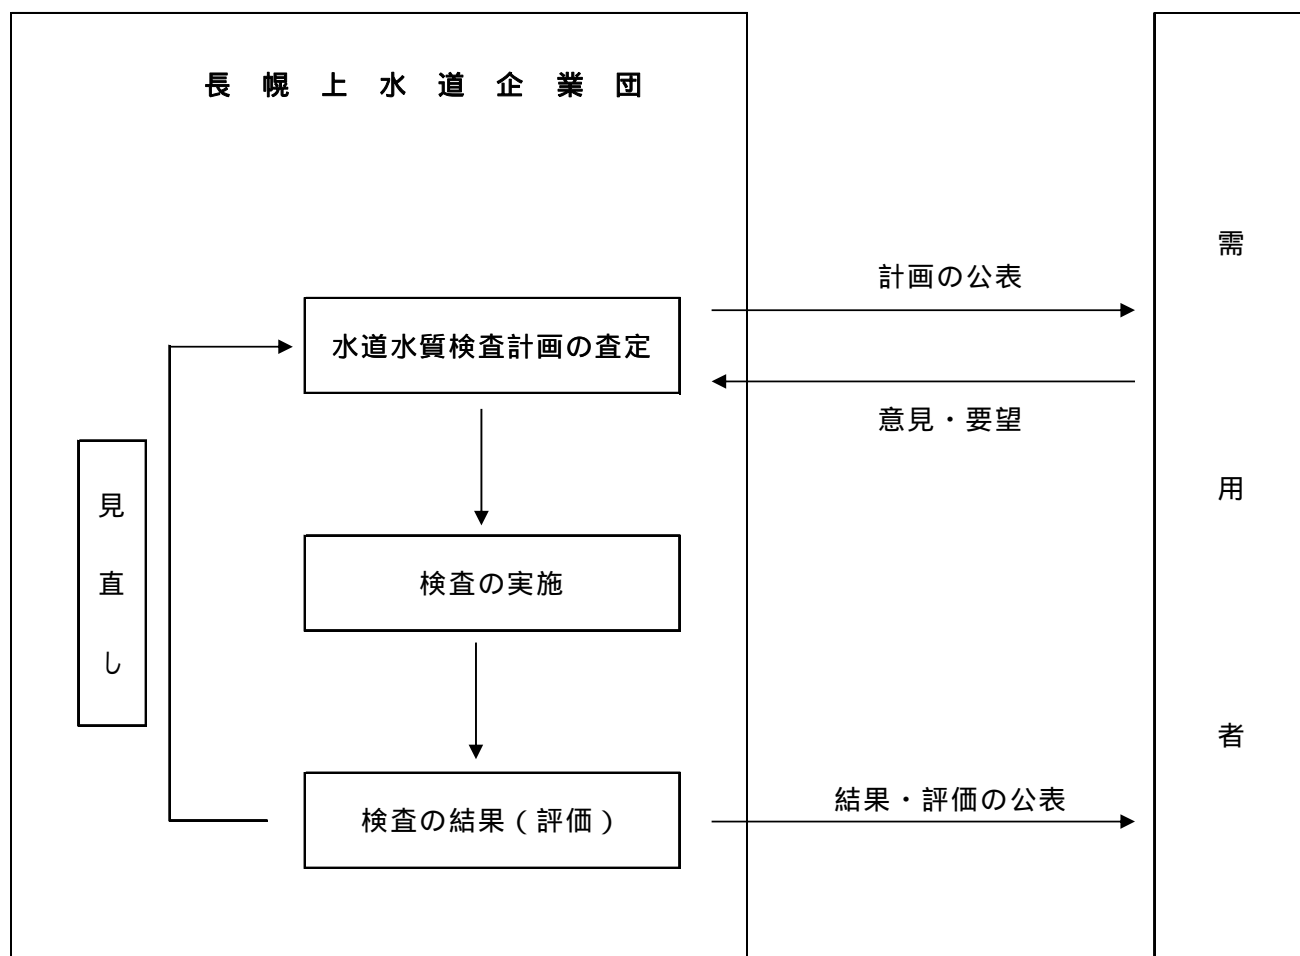 長幌上水道企業団
計画の公表
水道水質検査計画の査定
意見・要望
見直し
検査の実施
検査の結果(評価)
結果・評価の公表
需用者